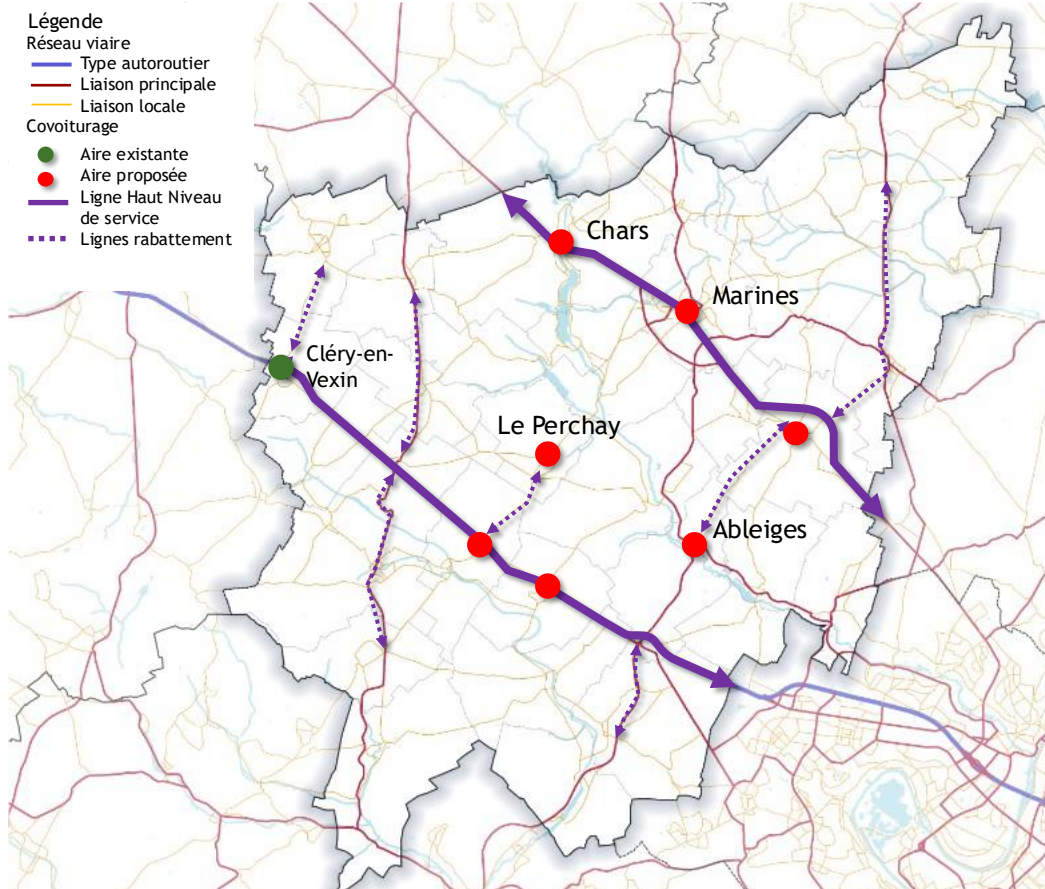 Légende
Réseau viaire
Type autoroutier
Liaison principale
Liaison locale
Covoiturage
Aire existante
Aire proposée
Ligne Haut Niveau
de service
Lignes rabattement
Chars
Marines
Cléry-en-
Vexin
Le Perchay
Ableiges